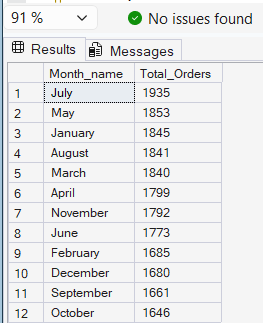 91 % No issues found
Results Messages
Month_name Total_Orders
1 July 1935
2 May 1853
3 January 1845
4 August 1841
5 March 1840
6 April 1799
7 November 1792
8 June 1773
9 February 1685
10 December 1680
11 September 1661
12 October 1646